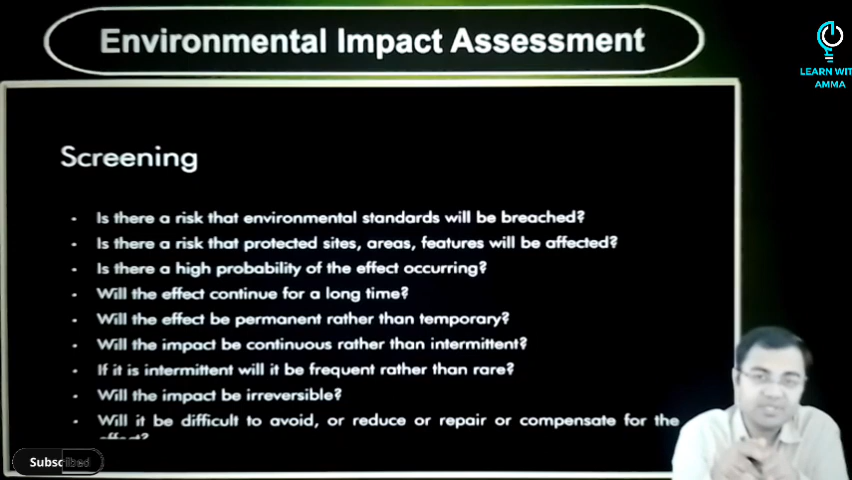 Environmental Impact Assessment
LEARN WIT
AMMA
Screening
• Is there a risk that environmental standards will be breached?
• Is there a risk that protected sites, areas, features will be affected?
• Is there a high probability of the effect occurring?
• Will the effect continue for a long time?
• Will the effect be permanent rather than temporary?
• Will the impact be continuous rather than intermittent?
• If it is intermittent will it be frequent rather than rare?
• Will the impact be irreversible?
• Will it be difficult to avoid, or reduce or repair or compensate for the
effect?
Subscribed